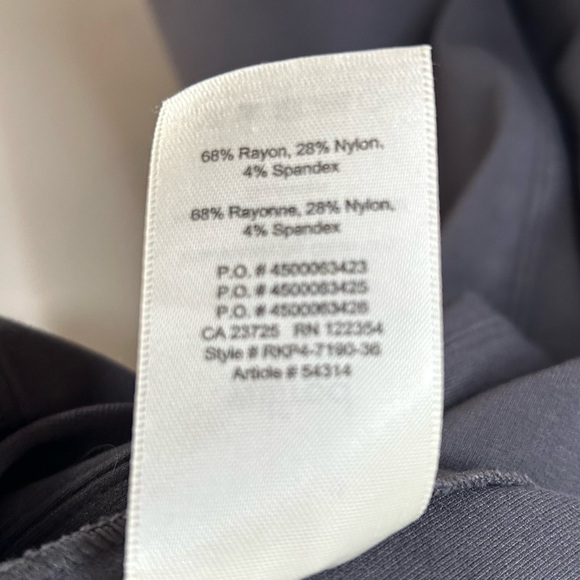 68% Rayon, 28% Nylon,
4% Spandex
68% Rayonne, 28% Nylon,
4% Spandex
P.O. # 4500063423
P.O. # 4500063425
P.O. # 4500063426
CA 23725 RN 122354
Style # RKP4-7190-36
Article # 54314